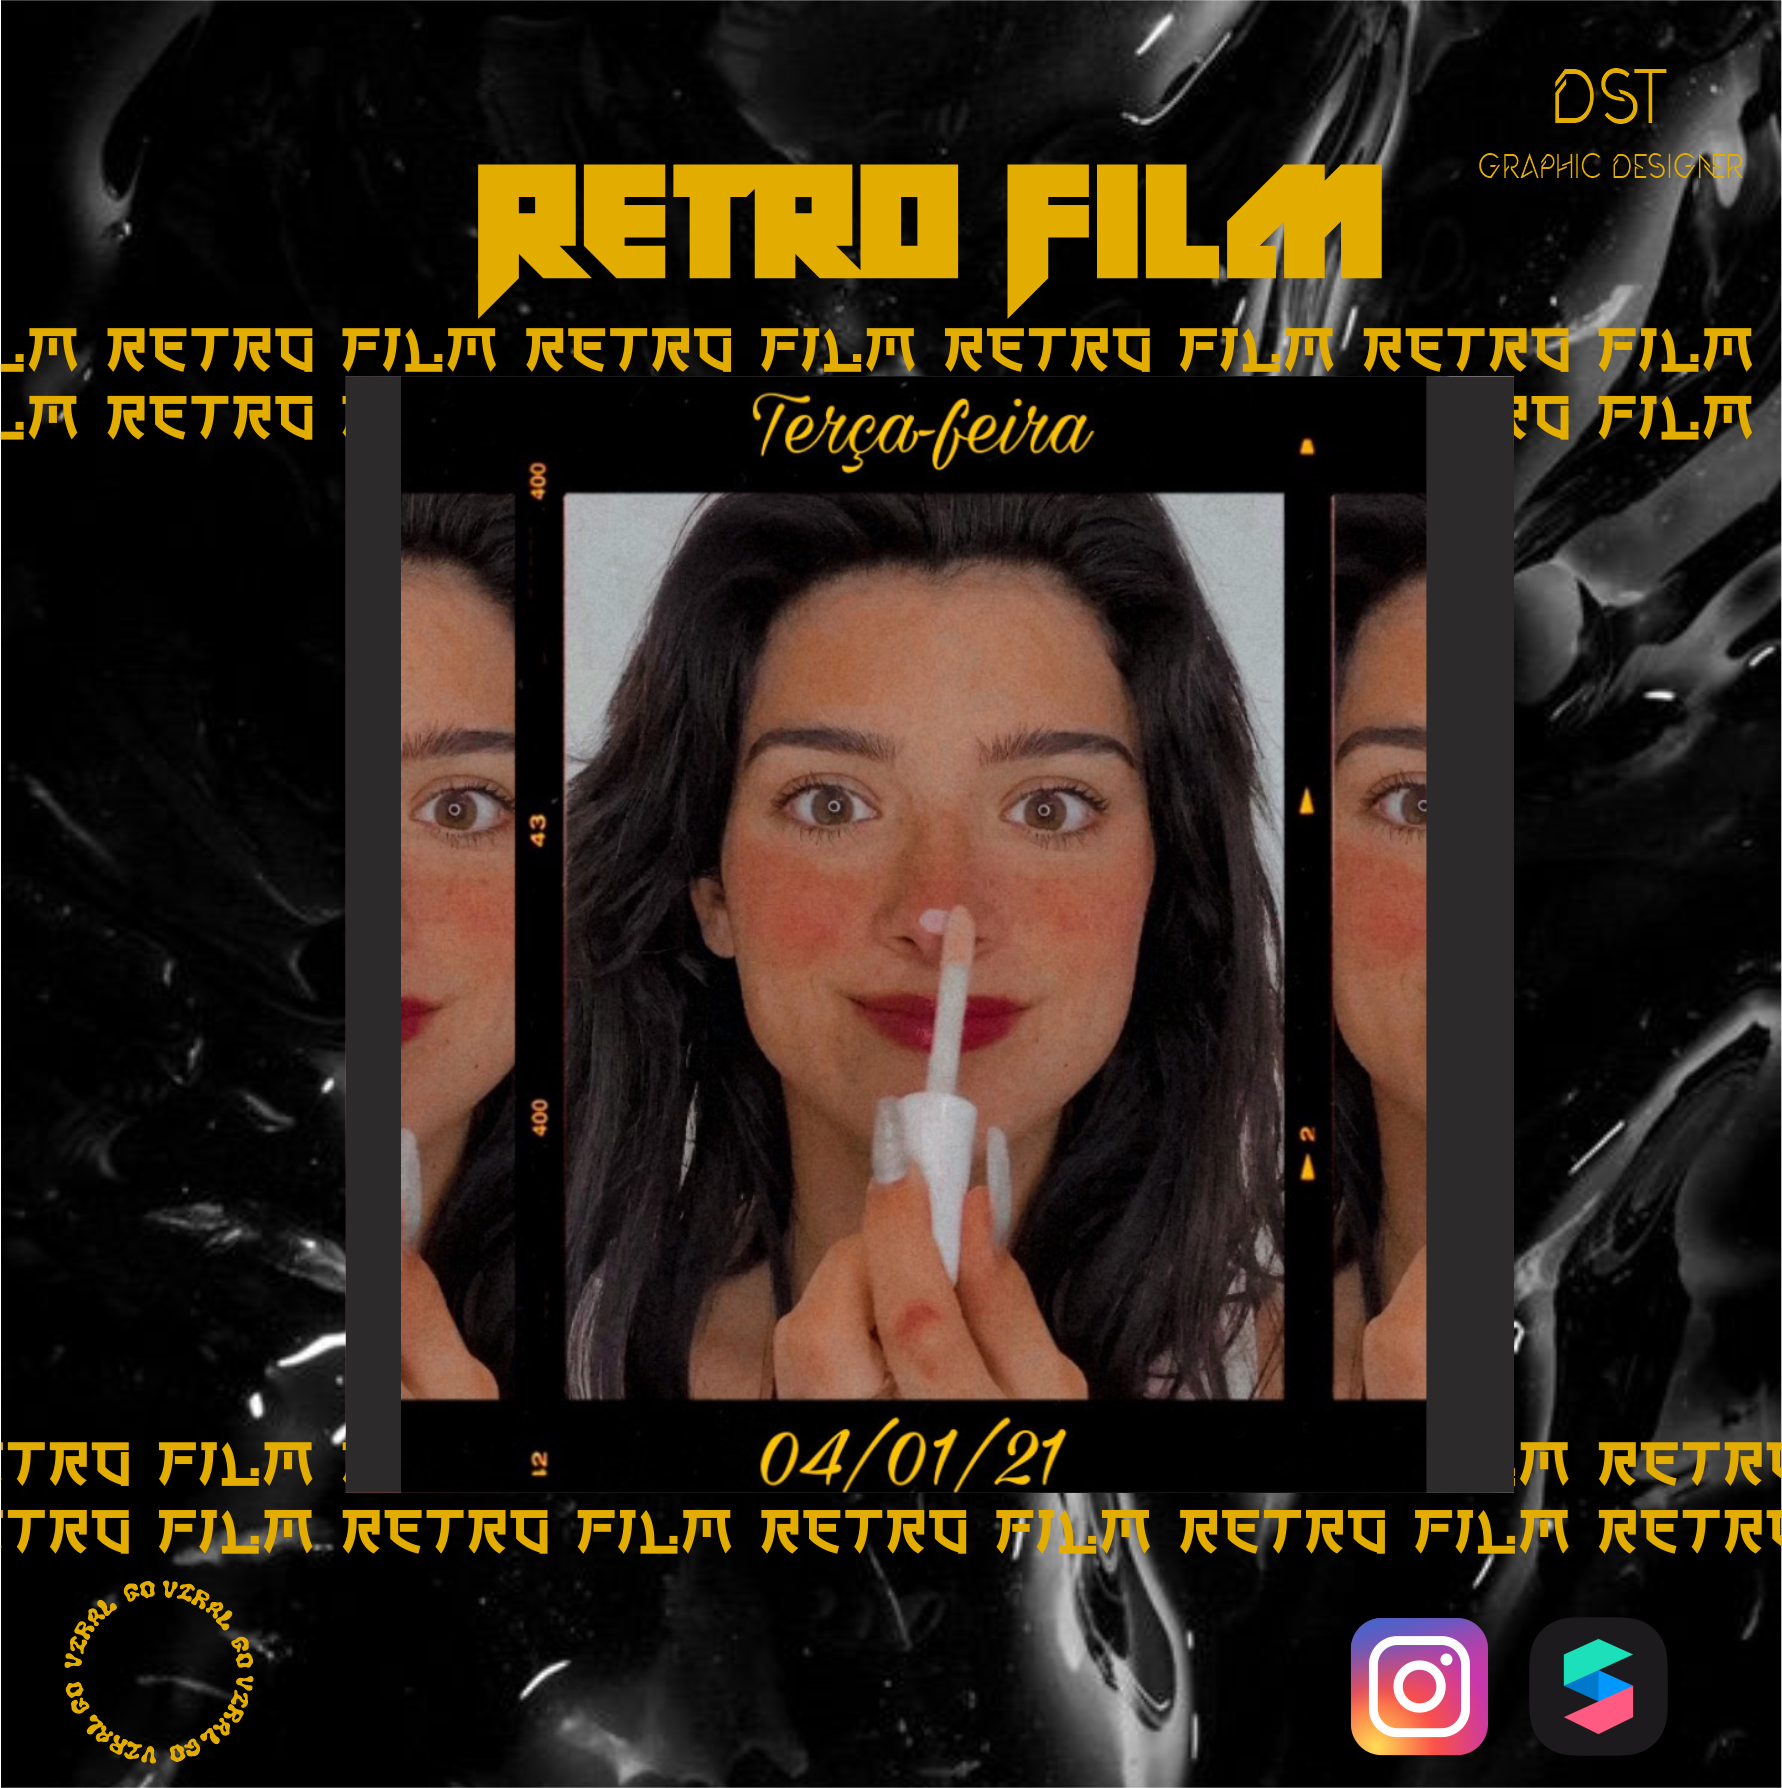 DST
GRAPHIC DESIGNER
RETRO FILM
LM RETRO FILM RETRO FILM RETRO FILM RETRO FILM
LM RETRO
RO FILM
Terça-feira
400
43
400
2
12
04/01/21
TRO FILM
M RETRO
TRO FILM RETRO FILM RETRO FILM RETRO FILM RETRO
GO VIRAL GO VIRAL GO VIRAL GO VIRAL